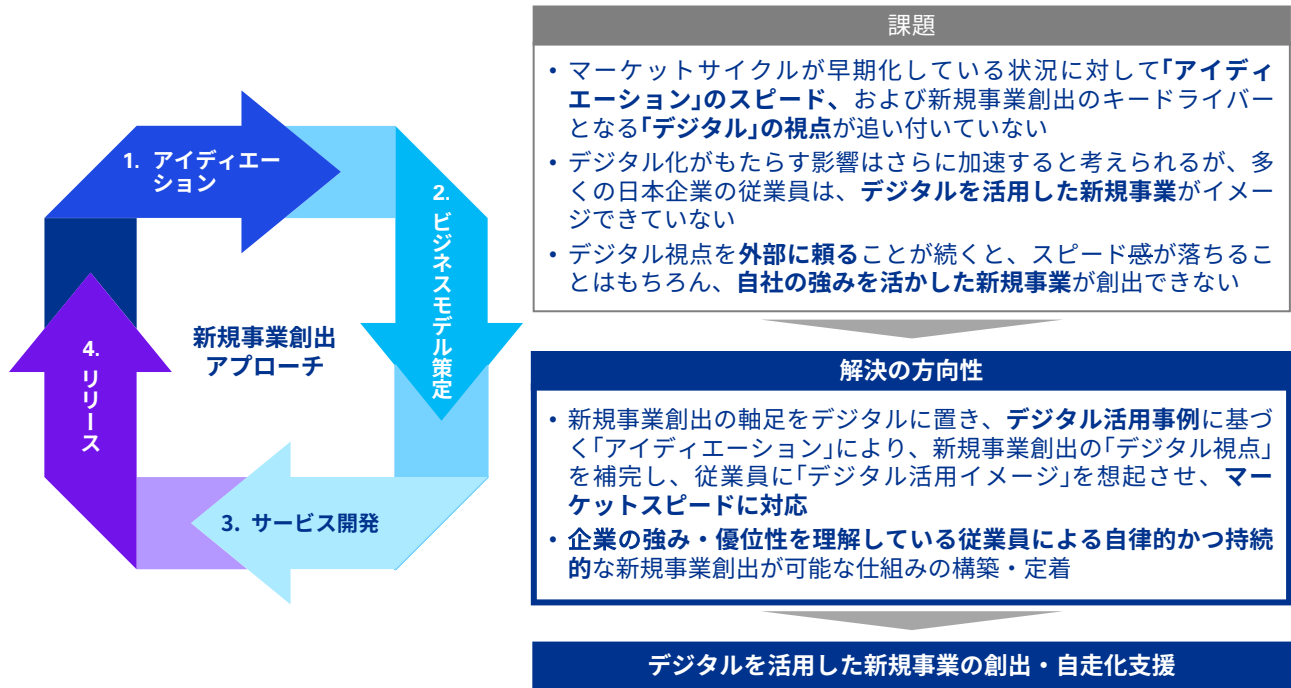 1. アイディエー
ション
2. ビジネスモデル策定
新規事業創出
アプローチ
3. サービス開発
4. リリース
課題
• マーケットサイクルが早期化している状況に対して「アイディ
エーション」のスピード、および新規事業創出のキードライバー
となる「デジタル」の視点が追い付いていない
• デジタル化がもたらす影響はさらに加速すると考えられるが、多
くの日本企業の従業員は、デジタルを活用した新規事業がイメー
ジできていない
• デジタル視点を外部に頼ることが続くと、スピード感が落ちるこ
とはもちろん、自社の強みを活かした新規事業が創出できない
解決の方向性
• 新規事業創出の軸足をデジタルに置き、デジタル活用事例に基づ
く「アイディエーション」により、新規事業創出の「デジタル視点」
を補完し、従業員に「デジタル活用イメージ」を想起させ、マー
ケットスピードに対応
• 企業の強み・優位性を理解している従業員による自律的かつ持続
的な新規事業創出が可能な仕組みの構築・定着
デジタルを活用した新規事業の創出・自走化支援